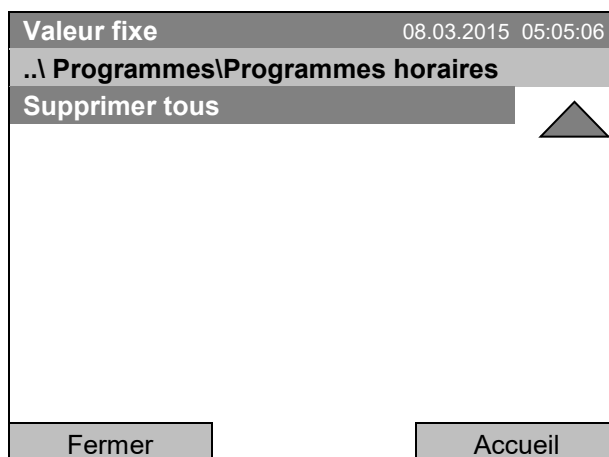 Valeur fixe 08.03.2015 05:05:06
..\ Programmes\Programmes horaires
Supprimer tous
Fermer Accueil